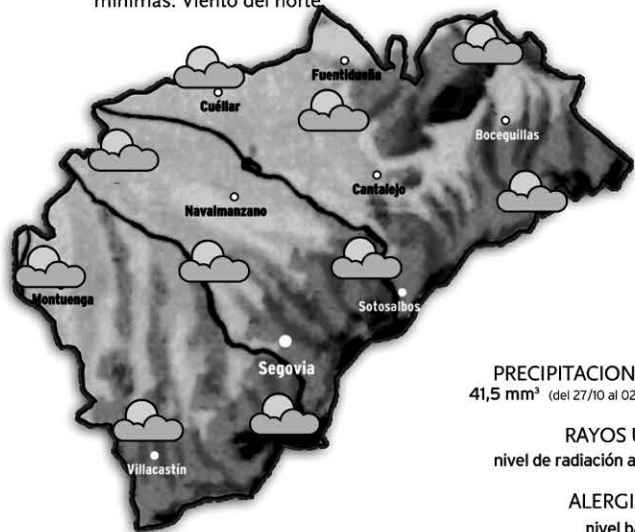 mínimas. Viento del norte.
Fuentidueña
Cuéllar
Boceguillas
Cantalejo
Navalmanzano
Montuenga
Sotosalbos
Segovia
Villacastín
PRECIPITACION
41,5 mm³ (del 27/10 al 02
RAYOS U
nivel de radiación a
ALERGI
nivel ba